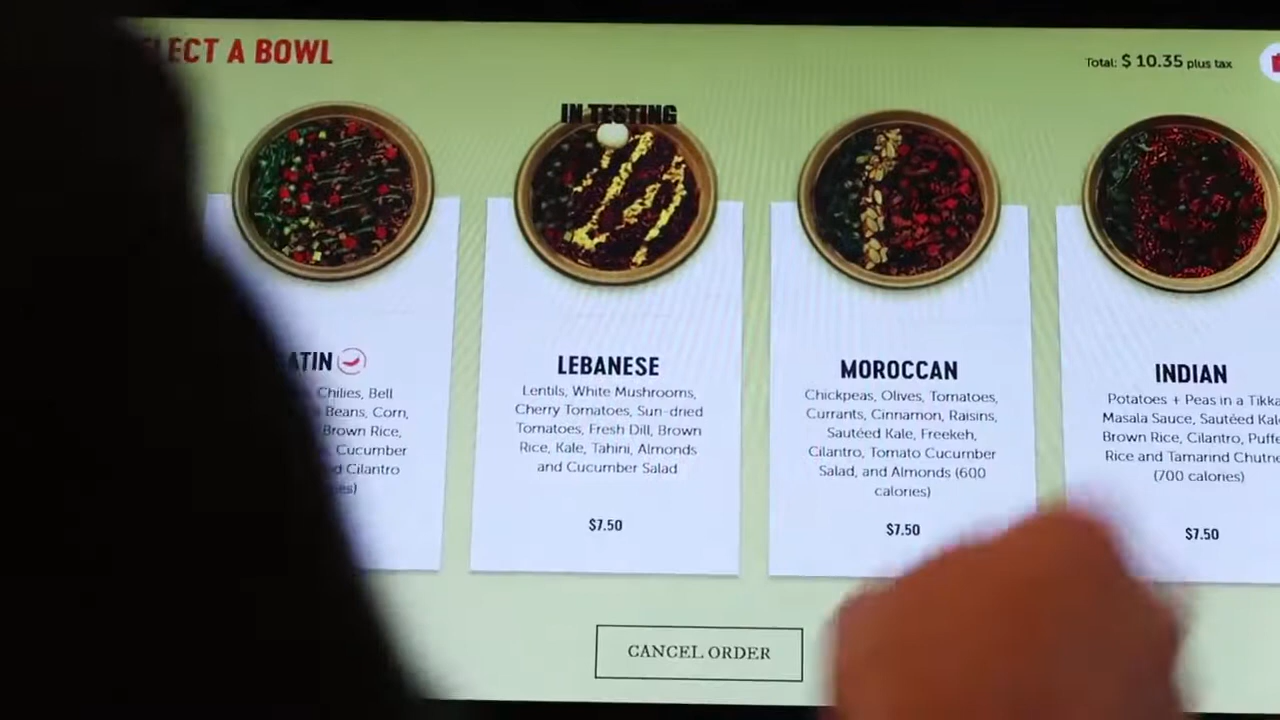 LECT A BOWL
Total: $ 10.35 plus tax
IN TESTING
ATIN
Chilies, Bell
Beans, Corn,
Brown Rice,
Cucumber
Cilantro
LEBANESE
Lentils, White Mushrooms,
Cherry Tomatoes, Sun-dried
Tomatoes, Fresh Dill, Brown
Rice, Kale, Tahini, Almonds
and Cucumber Salad
$7.50
MOROCCAN
Chickpeas, Olives, Tomatoes,
Currants, Cinnamon, Raisins,
Sautéed Kale, Freekeh,
Cilantro, Tomato Cucumber
Salad, and Almonds (600
calories)
$7.50
INDIAN
Potatoes + Peas in a Tikka
Masala Sauce, Sautéed Kal
Brown Rice, Cilantro, Puffe
Rice and Tamarind Chutne
(700 calories)
$7.50
CANCEL ORDER